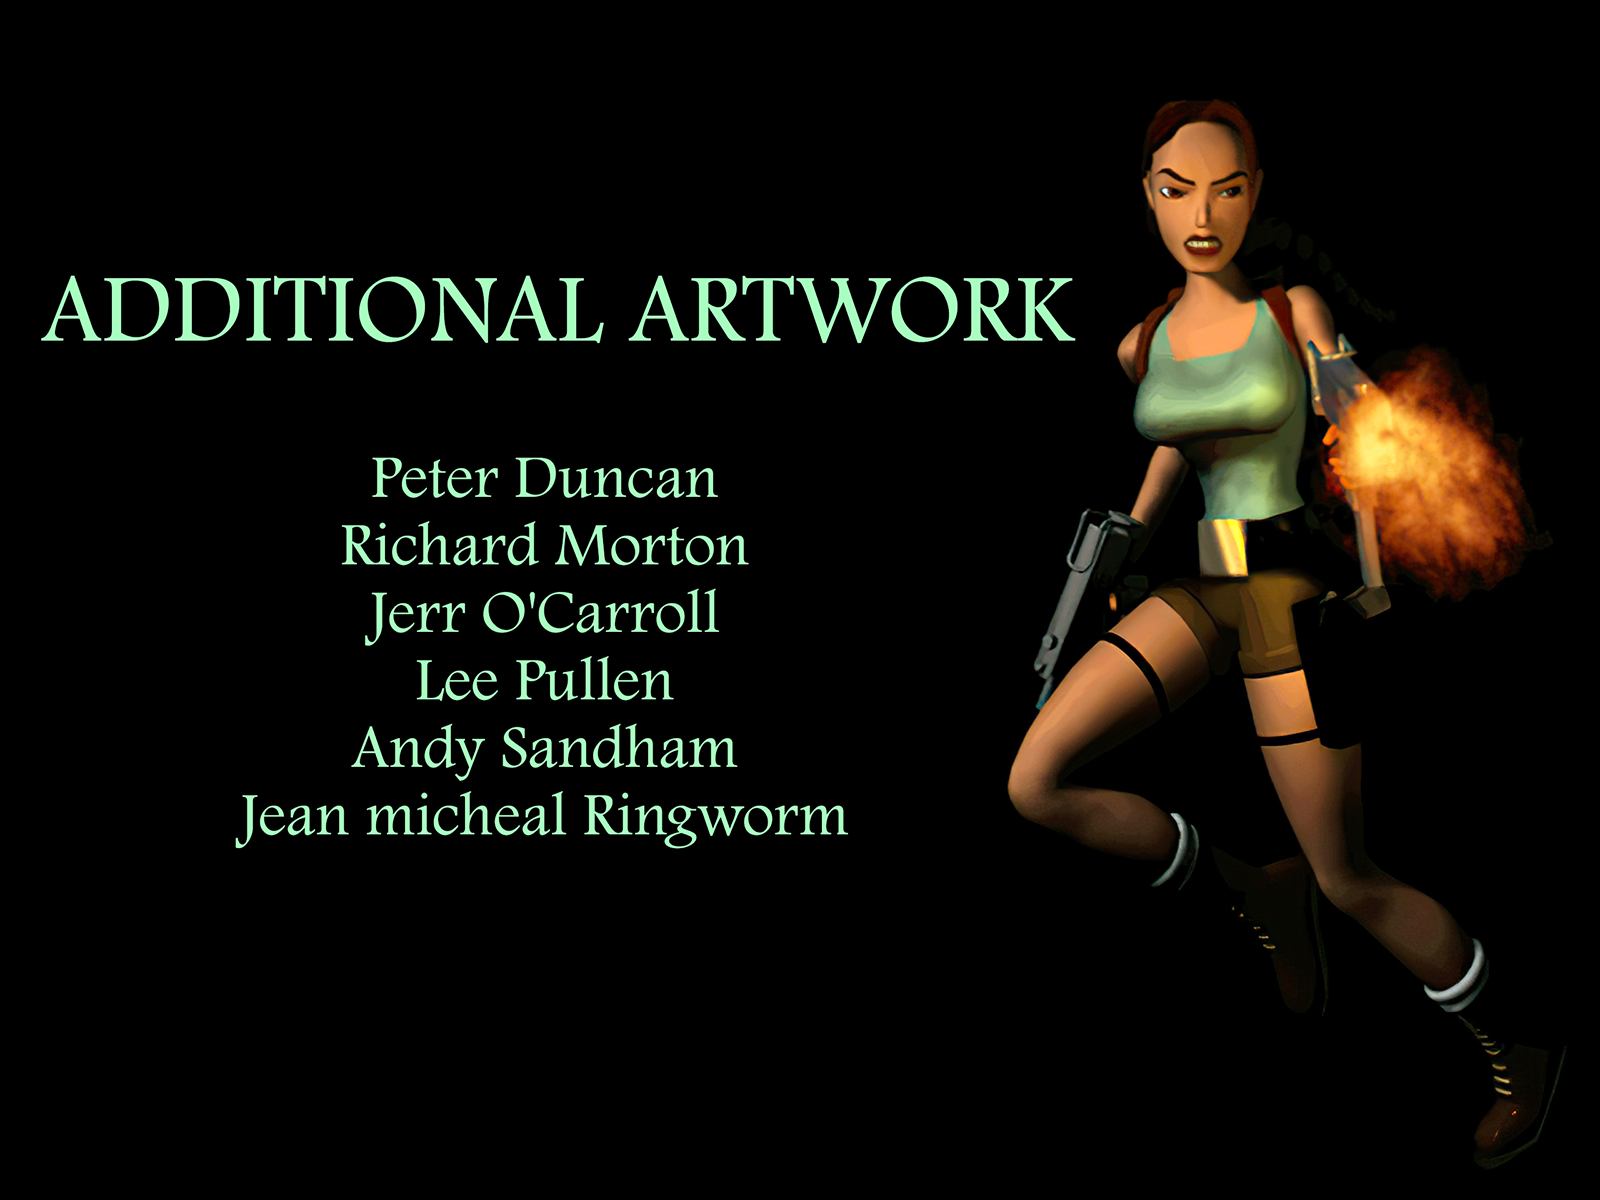 ADDITIONAL ARTWORK
Peter Duncan
Richard Morton
Jerr O'Carroll
Lee Pullen
Andy Sandham
Jean micheal Ringworm